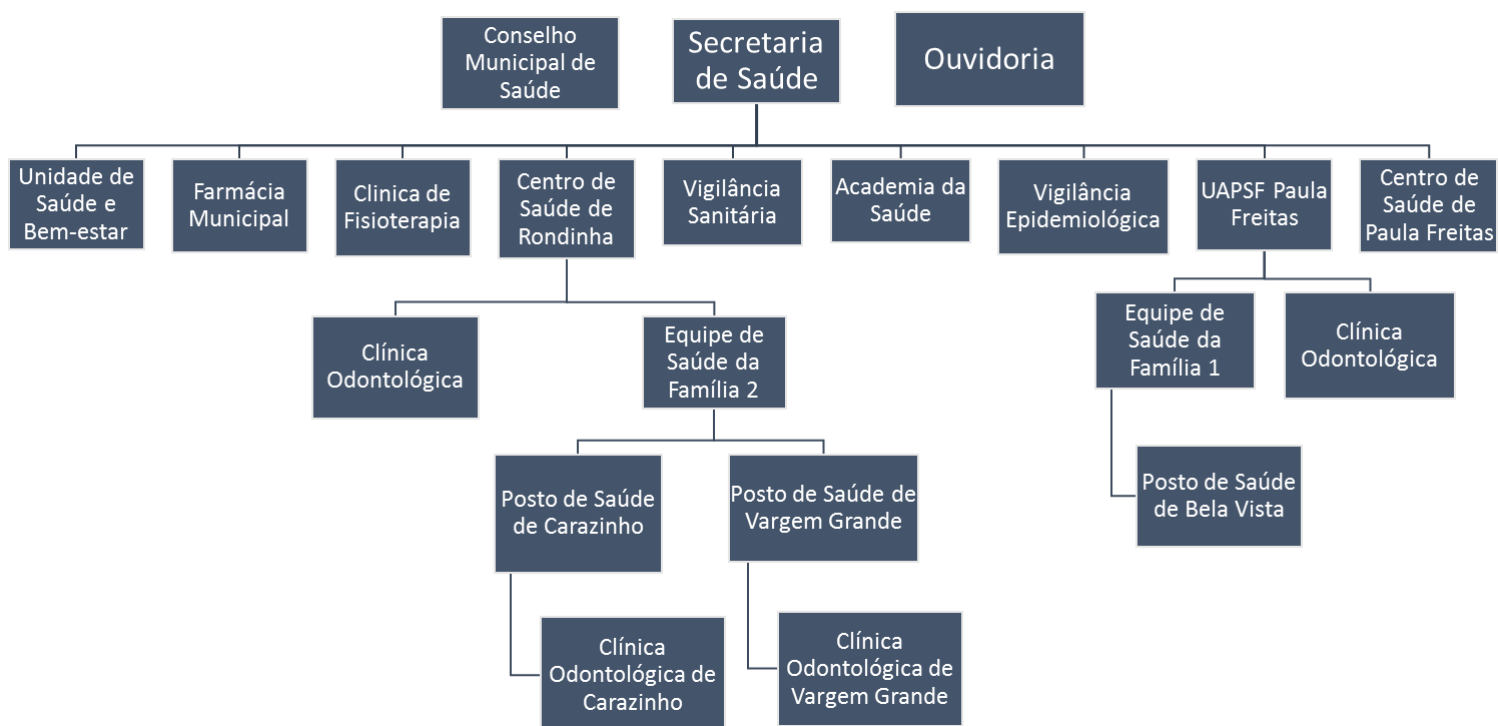 Conselho
Municipal de
Saúde
Secretaria
de Saúde
Ouvidoria
Unidade de
Saúde e
Bem-estar
Farmácia
Municipal
Clinica de
Fisioterapia
Centro de
Saúde de
Rondinha
Vigilância
Sanitária
Academia da
Saúde
Vigilância
Epidemiológica
UAPSF Paula
Freitas
Centro de
Saúde de
Paula Freitas
Clínica
Odontológica
Equipe de
Saúde da
Família 2
Equipe de
Saúde da
Família 1
Clínica
Odontológica
Posto de Saúde
de Carazinho
Posto de Saúde de
Vargem Grande
Posto de Saúde
de Bela Vista
Clínica
Odontológica de
Carazinho
Clínica
Odontológica de
Vargem Grande